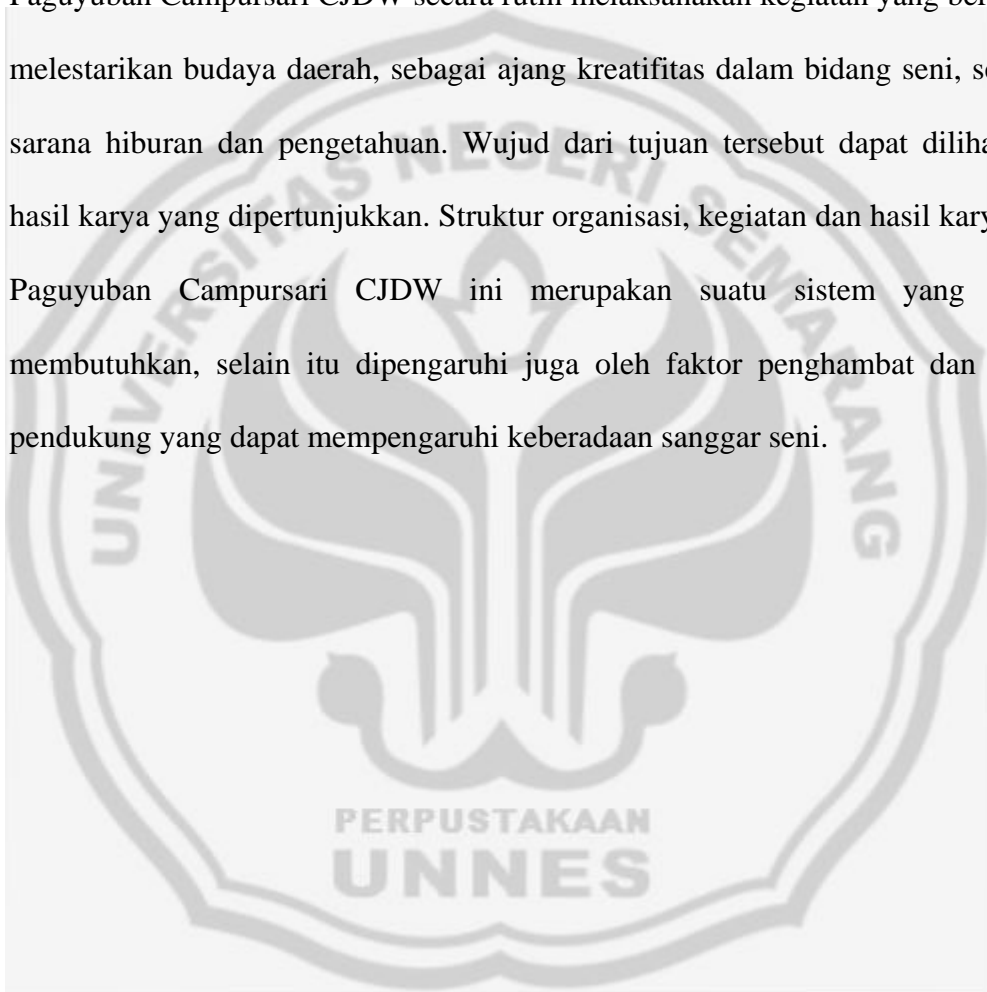 Paguyuban Campursari CJDW secara rutin melaksanakan kegiatan yang
melestarikan budaya daerah, sebagai ajang kreatifitas dalam bidang seni,
sarana hiburan dan pengetahuan. Wujud dari tujuan tersebut dapat
hasil karya yang dipertunjukkan. Struktur organisasi, kegiatan dan hasil
Paguyuban Campursari CJDW ini merupakan suatu sistem yang
membutuhkan, selain itu dipengaruhi juga oleh faktor penghambat dan
pendukung yang dapat mempengaruhi keberadaan sanggar seni.
UNIVERSITAS NEGERI SEMARANG
PERPUSTAKAAN
UNNES